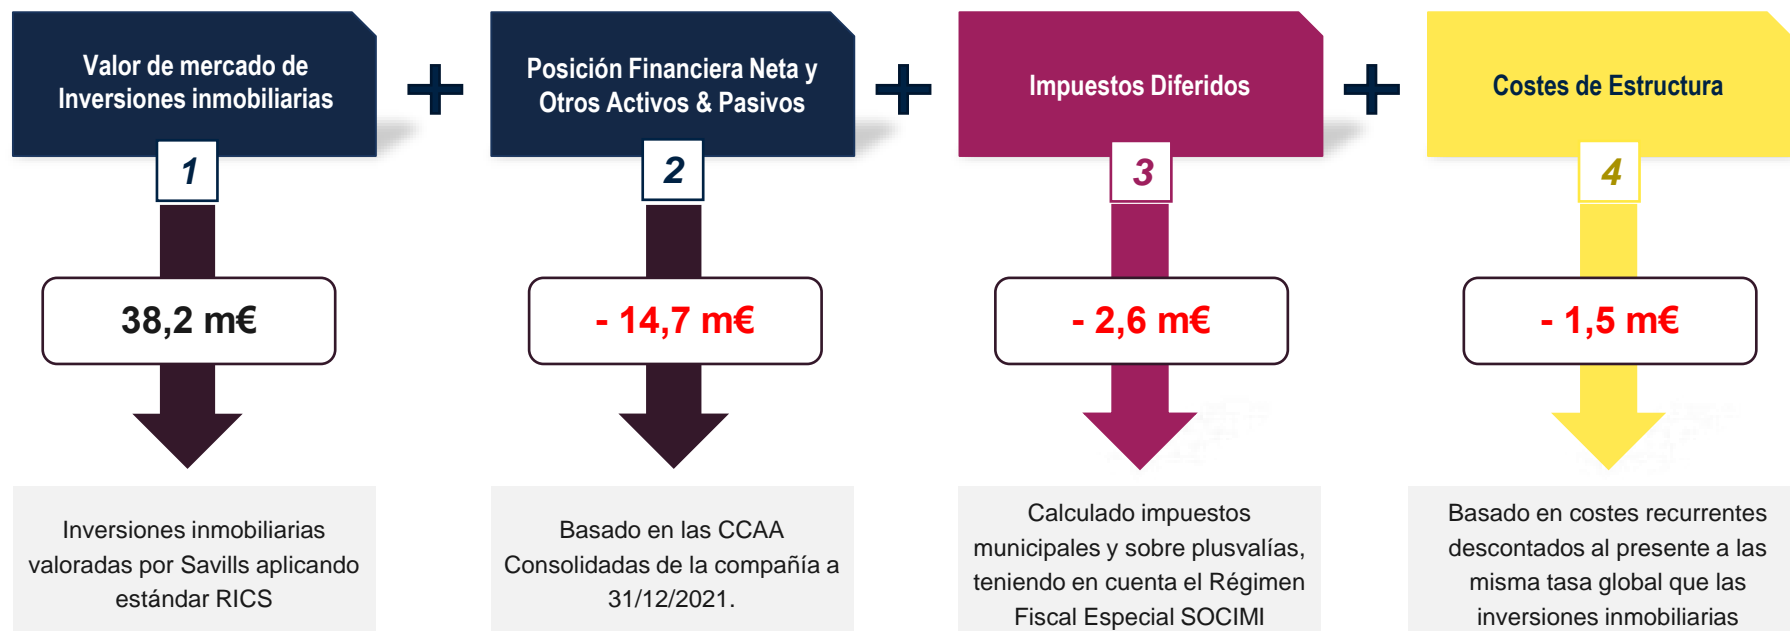 Valor de mercado de
Inversiones inmobiliarias
+
Posición Financiera Neta y
Otros Activos & Pasivos
+
Impuestos Diferidos
+
Costes de Estructura
1
2
3
4
38,2 m€
- 14,7 m€
- 2,6 m€
- 1,5 m€
Inversiones inmobiliarias
valoradas por Savills aplicando
estándar RICS
Basado en las CCAA
Consolidadas de la compañía a
31/12/2021.
Calculado impuestos
municipales y sobre plusvalías,
teniendo en cuenta el Régimen
Fiscal Especial SOCIMI
Basado en costes recurrentes
descontados al presente a las
misma tasa global que las
inversiones inmobiliarias